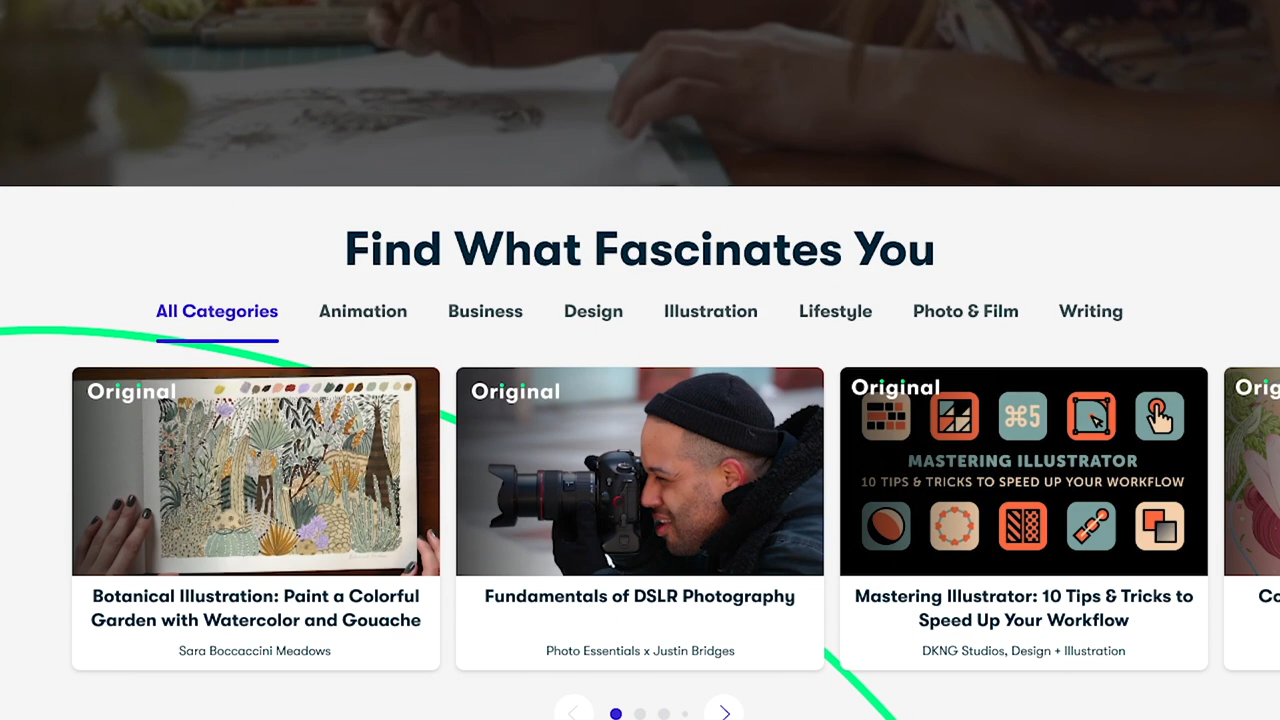 Find What Fascinates You
All Categories Animation Business Design Illustration Lifestyle Photo & Film Writing
Original
Botanical Illustration: Paint a Colorful
Garden with Watercolor and Gouache
Sara Boccaccini Meadows
Original
Fundamentals of DSLR Photography
Photo Essentials x Justin Bridges
Original
⌘5
MASTERING ILLUSTRATOR
10 TIPS & TRICKS TO SPEED UP YOUR WORKFLOW
Mastering Illustrator: 10 Tips & Tricks to
Speed Up Your Workflow
DKNG Studios, Design + Illustration